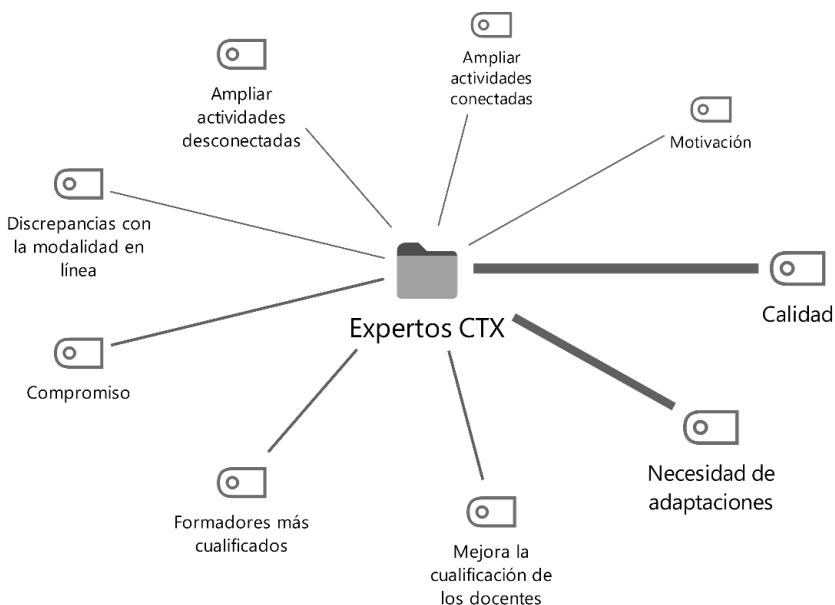 Ampliar
actividades
conectadas
Ampliar
actividades
desconectadas
Motivación
Discrepancias con
la modalidad en
línea
Calidad
Expertos CTX
Compromiso
Necesidad de
adaptaciones
Formadores más
cualificados
Mejora la
cualificación de
los docentes